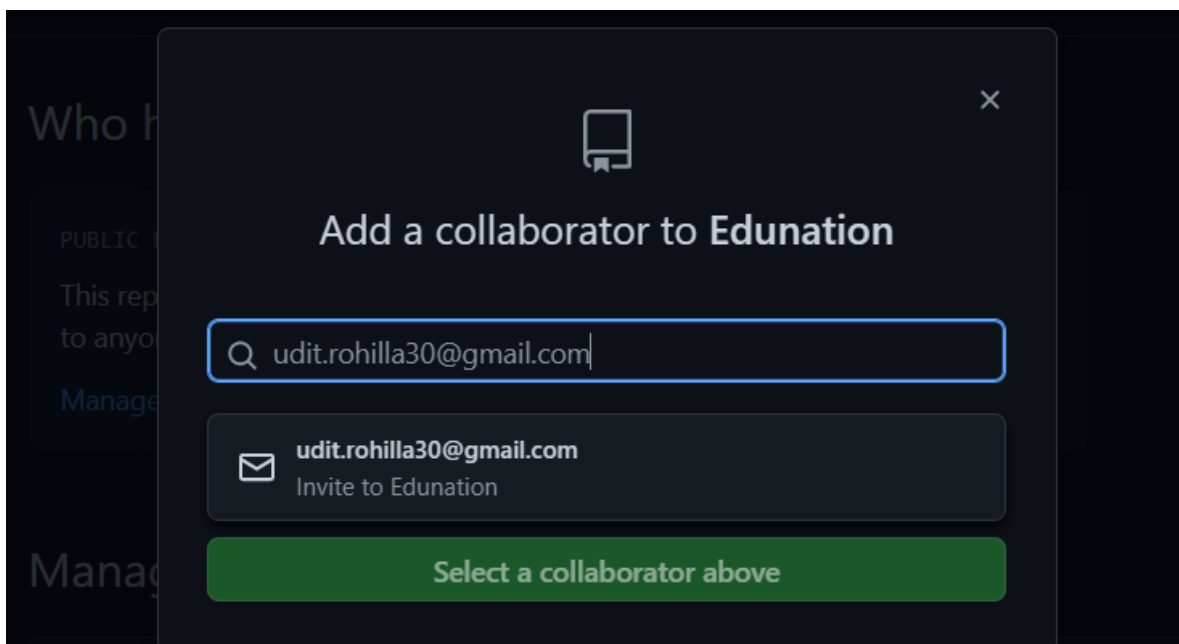 Who h
PUBLIC
This rep
to anyo
Manage
Add a collaborator to Edunation
udit.rohilla30@gmail.com
udit.rohilla30@gmail.com
Invite to Edunation
Select a collaborator above
Manag